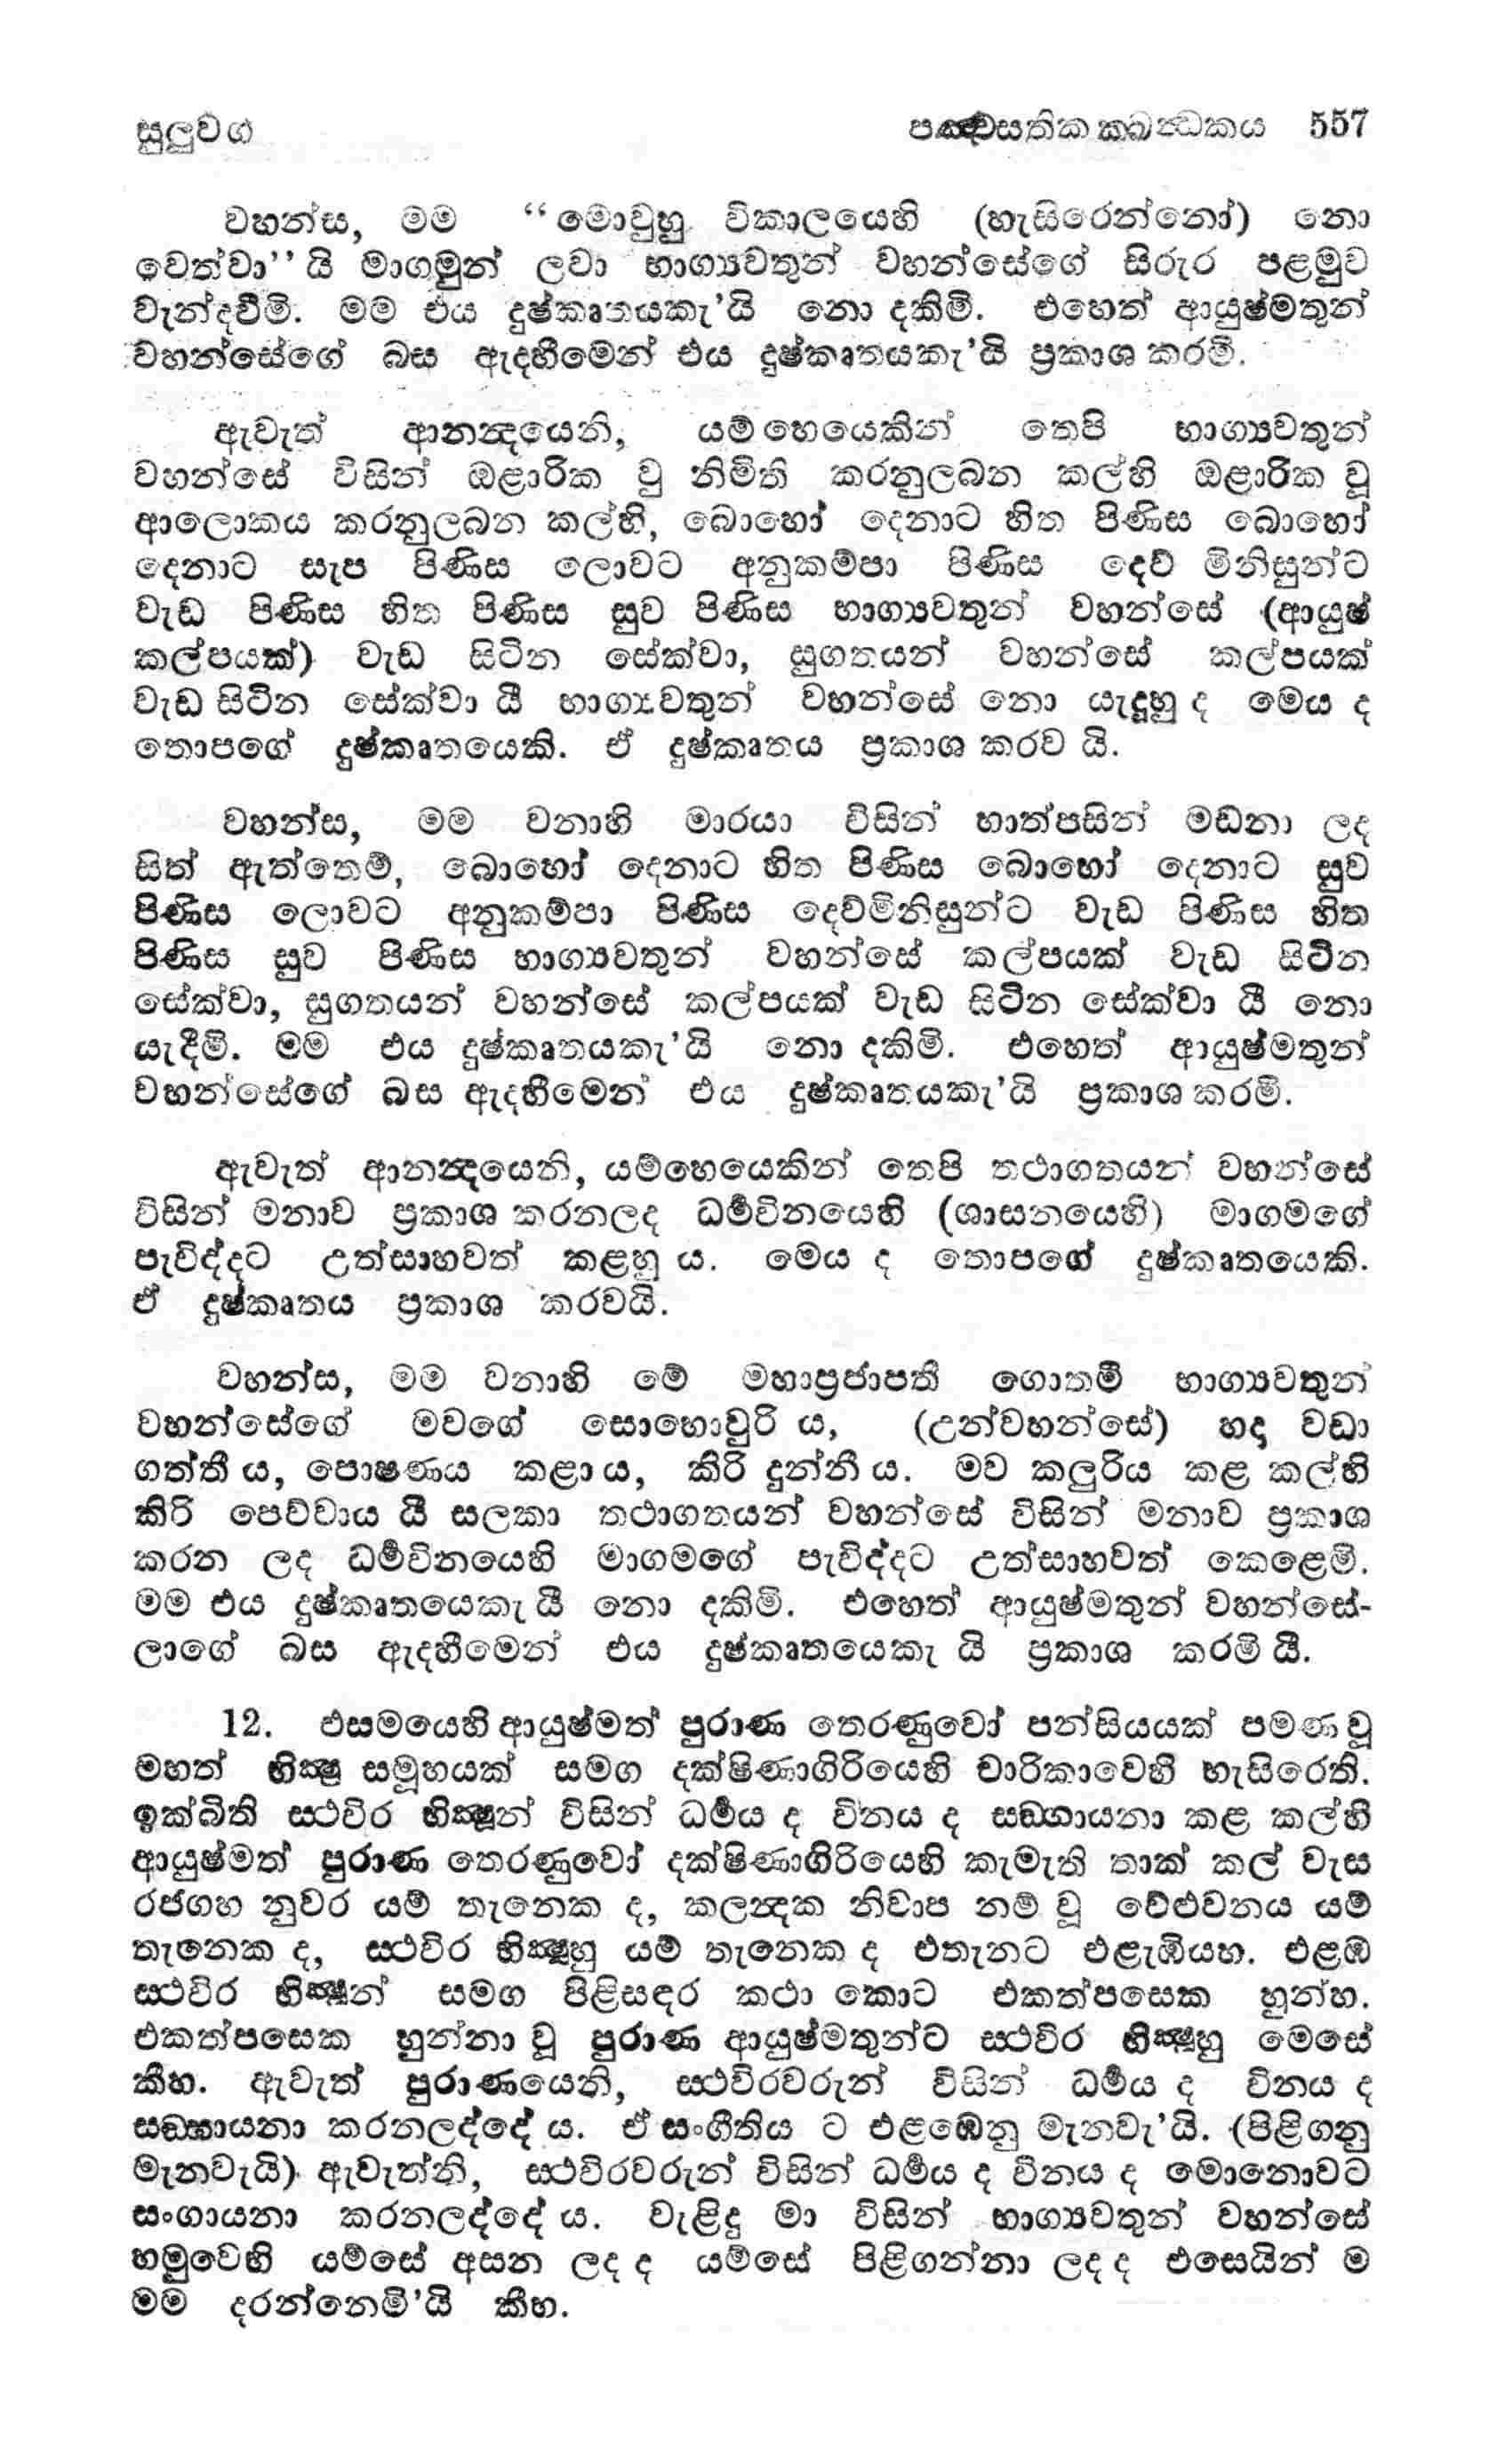 සුලුවග පඤ්චසතික කඛන්ධකය 557
වහන්ස, මම “මොවුහු විකාලයෙහි (හැසිරෙන්නෝ) නො
වෙත්වා’’ යි මාගමුන් ලවා භාග්‍යවතුන් වහන්සේගේ සිරුර පළමුව
වැන්දවීමි. මම එය දුෂ්කෘතයකැ’යි නො දකිමි. එහෙත් ආයුෂ්මතුන්
වහන්සේගේ බස ඇදහීමෙන් එය දුෂ්කෘතයකැ’යි ප්‍රකාශ කරමි.
ඇවැත් ආනන්‍දයෙනි, යම් හෙයෙකින් තෙපි භාග්‍යවතුන්
වහන්සේ විසින් ඔළාරික වු නිමිති කරනුලබන කල්හි ඔළාරික වූ
ආලොකය කරනුලබන කල්හි, බොහෝ දෙනාට හිත පිණිස බොහෝ
දෙනාට සැප පිණිස ලොවට අනුකම්පා පිණිස දෙව් මිනිසුන්ට
වැඩ පිණිස හිත පිණිස සුව පිණිස භාග්‍යවතුන් වහන්සේ (ආයුෂ්
කල්පයක්) වැඩ සිටින සේක්වා, සුගතයන් වහන්සේ කල්පයක්
වැඩ සිටින සේක්වා යී භාග්‍යවතුන් වහන්සේ නො යැදූහු ද මෙය ද
තොපගේ දුෂ්කෘතයෙකි. ඒ දුෂ්කෘතය ප්‍රකාශ කරව යි.
වහන්ස, මම වනාහි මාරයා විසින් හාත්පසින් මඩනා ලද
සිත් ඇත්තෙම්, බොහෝ දෙනාට හිත පිණිස බොහෝ දෙනාට සුව
පිණිස ලොවට අනුකම්පා පිණිස දෙව්මිනිසුන්ට වැඩ පිණිස හිත
පිණිස සුව පිණිස භාග්‍යවතුන් වහන්සේ කල්පයක් වැඩ සිටින
සේක්වා, සුගතයන් වහන්සේ කල්පයක් වැඩ සිටින සේක්වා යී නො
යැදීමි. මම එය දුෂ්කෘතයකැ’යි නො දකිමි. එහෙත් ආයුෂ්මතුන්
වහන්සේගේ බස ඇදහීමෙන් එය දුෂ්කෘතයකැ’යි ප්‍රකාශ කරමි.
ඇවැත් ආනන්‍දයෙනි, යම්හෙයෙකින් තෙපි තථාගතයන් වහන්සේ
විසින් මනාව ප්‍රකාශ කරනලද ධර්‍මවිනයෙහි (ශාසනයෙහි) මාගමගේ
පැවිද්දට උත්සාහවත් කළහු ය. මෙය ද තොපගේ දුෂ්කෘතයෙකි.
ඒ දුෂ්කෘතය ප්‍රකාශ කරවයි.
වහන්ස, මම වනාහි මේ මහාප්‍රජාපතී ගොතමී භාග්‍යවතුන්
වහන්සේගේ මවගේ සොහොවුරි ය, (උන්වහන්සේ) හදා වඩා
ගත්තී ය, පොෂණය කළා ය, කිරි දුන්නී ය. මව කලුරිය කළ කල්හි
කිරි පෙව්වාය යී සලකා තථාගතයන් වහන්සේ විසින් මනාව ප්‍රකාශ
කරන ලද ධර්‍මවිනයෙහි මාගමගේ පැවිද්දට උත්සාහවත් කෙළෙමි.
මම එය දුෂ්කෘතයෙකැ යී නො දකිමි. එහෙත් ආයුෂ්මතුන් වහන්සේ-
ලාගේ බස ඇදහීමෙන් එය දුෂ්කෘතයෙකැ යි ප්‍රකාශ කරමි යී.
12. එසමයෙහි ආයුෂ්මත් පුරාණ තෙරණුවෝ පන්සියයක් පමණ වූ
මහත් භික්‍ෂු සමූහයක් සමග දක්ෂිණාගිරියෙහි චාරිකාවෙහි හැසිරෙති.
ඉක්බිති ස්‍ථවිර භික්‍ෂූන් විසින් ධර්‍මය ද විනය ද සඞ්ගායනා කළ කල්හි
ආයුෂ්මත් පුරාණ තෙරණුවෝ දක්ෂිණාගිරියෙහි කැමැති තාක් කල් වැස
රජගහ නුවර යම් තැනෙක ද, කලන්‍දක නිවාප නම් වූ වේළුවනය යම්
තැනෙක ද, ස්‍ථවිර භික්‍ෂූහු යම් තැනෙක ද එතැනට එළැඹියහ. එළඹ
ස්‍ථවිර භික්‍ෂූන් සමග පිළිසඳර කථා කොට එකත්පසෙක හුන්හ.
එකත්පසෙක හුන්නා වූ පුරාණ ආයුෂ්මතුන්ට ස්‍ථවිර භික්‍ෂූහු මෙසේ
කීහ. ඇවැත් පුරාණයෙනි, ස්‍ථවිරවරුන් විසින් ධර්‍මය ද විනය ද
සඞ්ගායනා කරනලද්දේ ය. ඒ සංගීතිය ට එළඹෙනු මැනවැ’යි. (පිළිගනු
මැනවැයි) ඇවැත්නි, ස්‍ථවිරවරුන් විසින් ධර්‍මය ද විනය ද මොනොවට
සංගායනා කරනලද්දේ ය. වැළිදු මා විසින් භාග්‍යවතුන් වහන්සේ
හමුවෙහි යම්සේ අසන ලද ද යම්සේ පිළිගන්නා ලද ද එසෙයින් ම
මම දරන්නෙමි’යි කීහ.